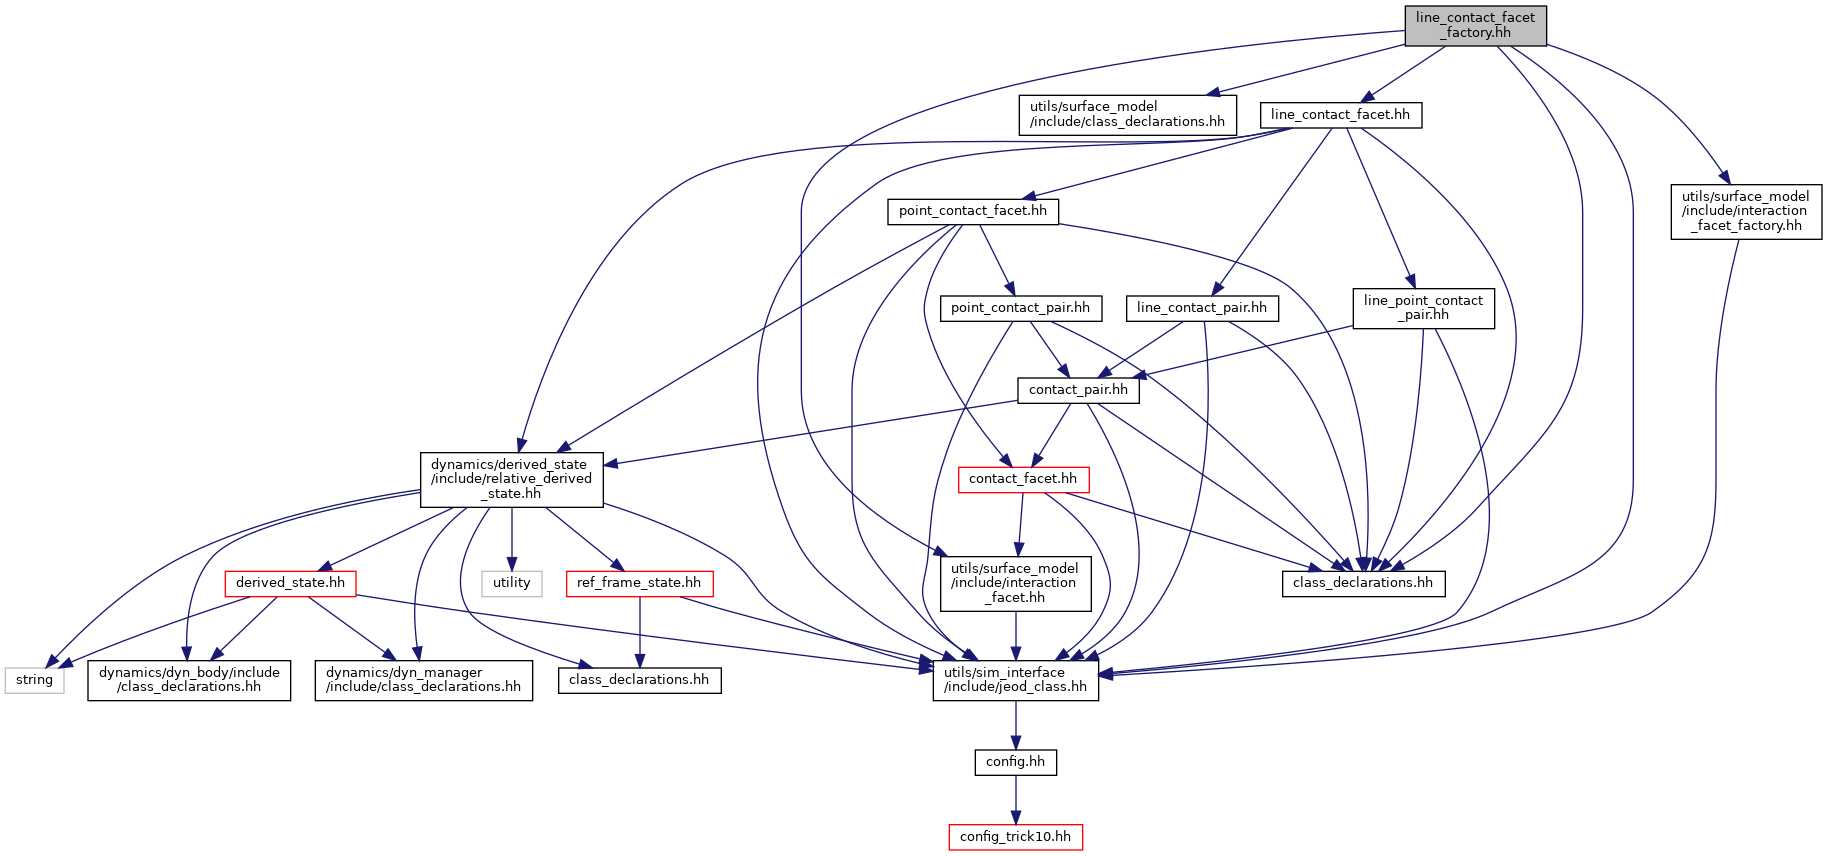 line_contact_facet
_factory.hh
utils/surface_model
/include/class_declarations.hh
line_contact_facet.hh
utils/surface_model
/include/interaction
_facet_factory.hh
point_contact_facet.hh
point_contact_pair.hh
line_contact_pair.hh
line_point_contact
_pair.hh
contact_pair.hh
dynamics/derived_state
/include/relative_derived
_state.hh
contact_facet.hh
derived_state.hh
utility
ref_frame_state.hh
utils/surface_model
/include/interaction
_facet.hh
class_declarations.hh
string
dynamics/dyn_body/include
/class_declarations.hh
dynamics/dyn_manager
/include/class_declarations.hh
class_declarations.hh
utils/sim_interface
/include/jeod_class.hh
config.hh
config_trick10.hh